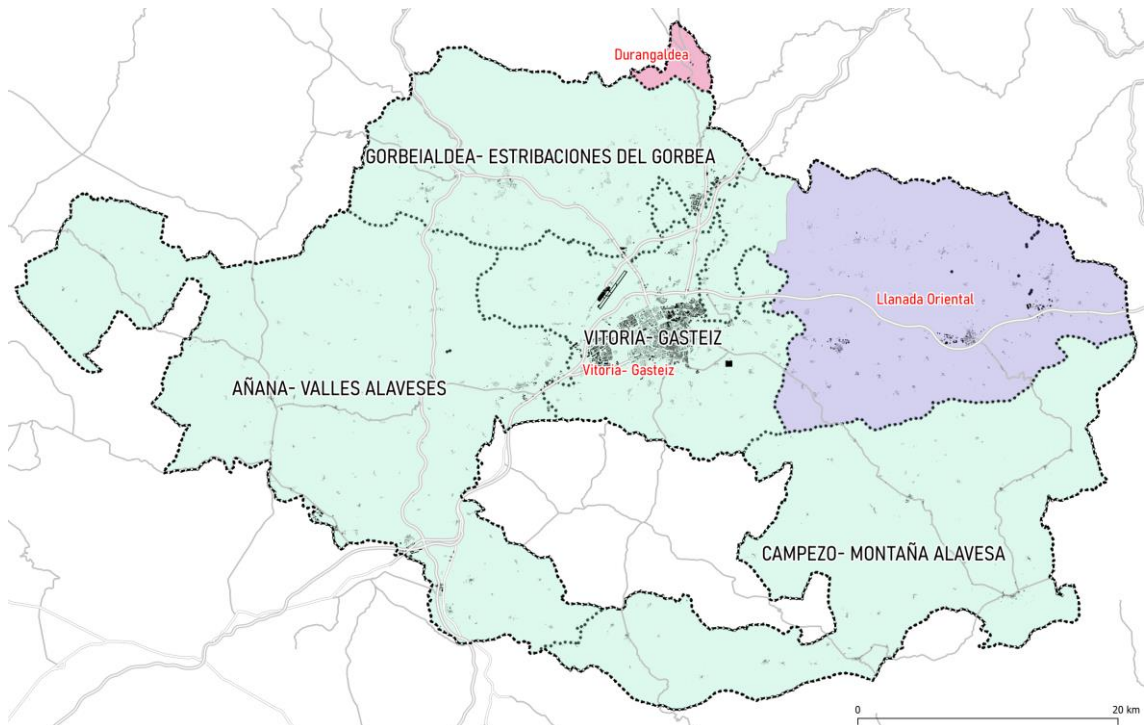 Durangaldea
GORBEIALDEA- ESTRIBACIONES DEL GORBEA
Llanada Oriental
VITORIA- GASTEIZ
Vitoria- Gasteiz
AÑANA- VALLES ALAVESES
CAMPEZO- MONTAÑA ALAVESA
0 20 km